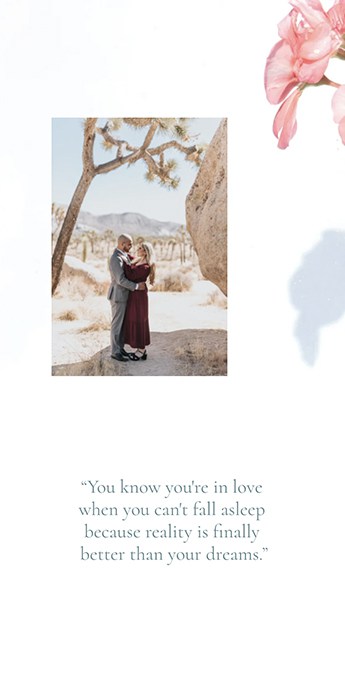 “You know you're in love
when you can't fall asleep
because reality is finally
better than your dreams.”